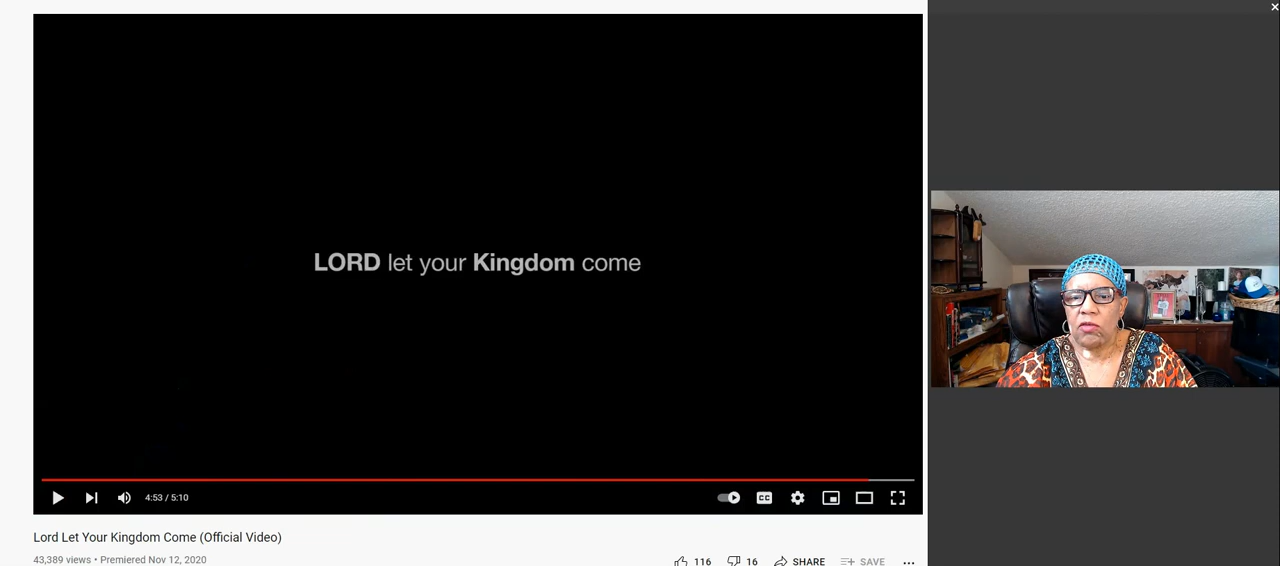 LORD let your Kingdom come
4:53 / 5:10
CC
Lord Let Your Kingdom Come (Official Video)
43,389 views • Premiered Nov 12, 2020
116
16
SHARE
SAVE